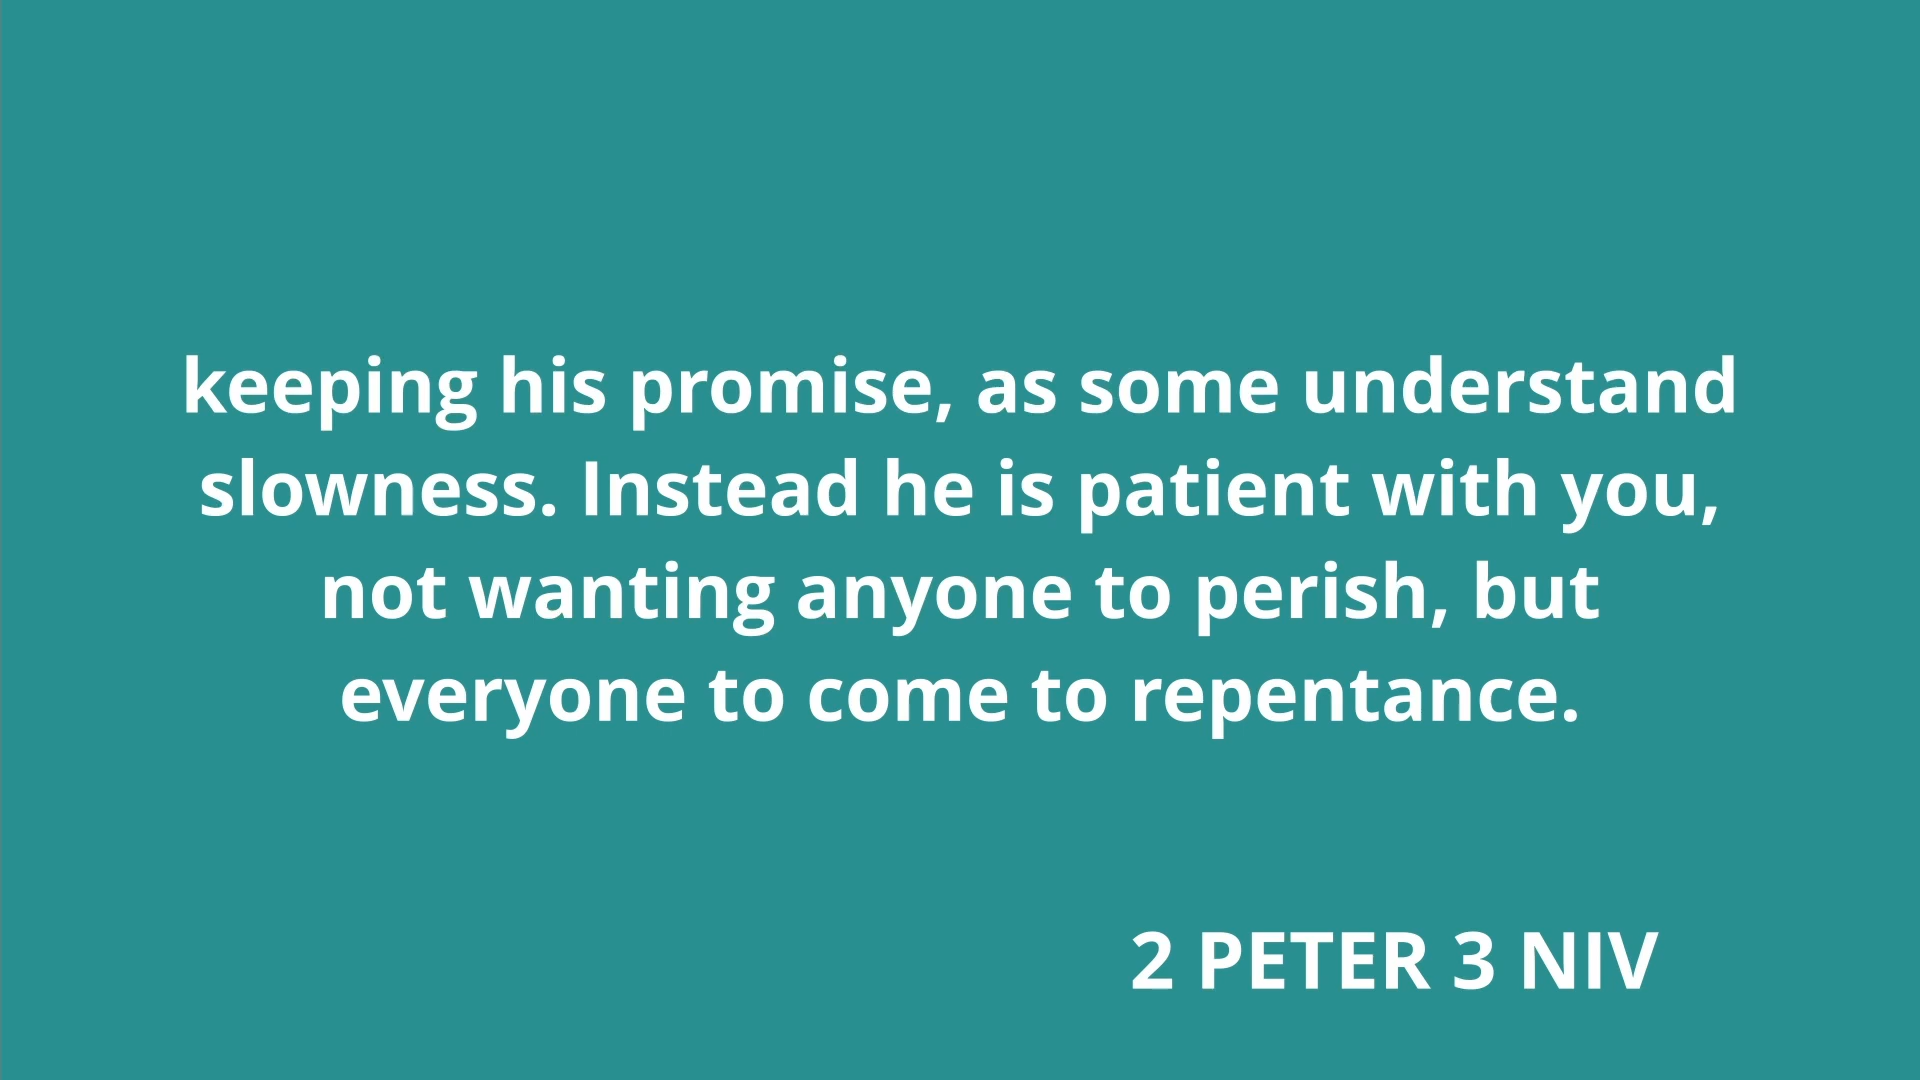 keeping his promise, as some understand
slowness. Instead he is patient with you,
not wanting anyone to perish, but
everyone to come to repentance.
2 PETER 3 NIV